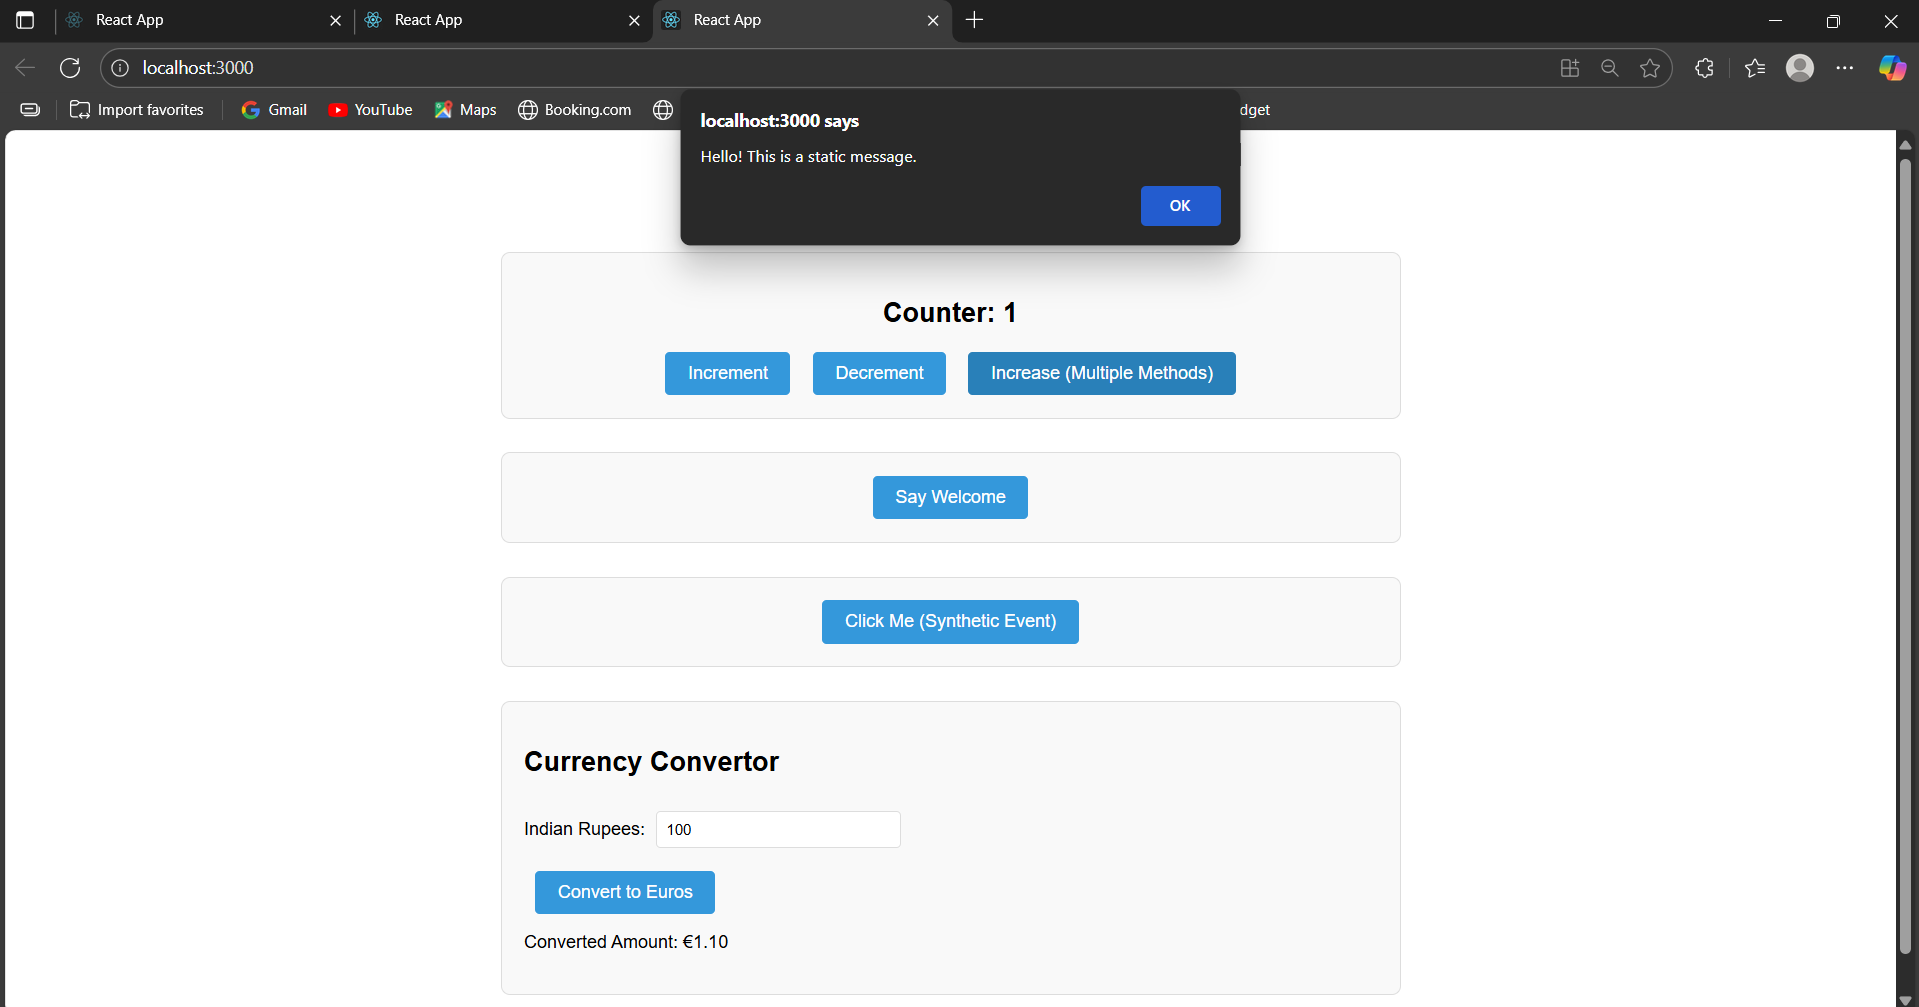 React App
React App
React App
localhost:3000
Import favorites
Gmail
YouTube
Maps
Booking.com
dget
localhost:3000 says
Hello! This is a static message.
OK
Counter: 1
Increment
Decrement
Increase (Multiple Methods)
Say Welcome
Click Me (Synthetic Event)
Currency Convertor
Indian Rupees:
100
Convert to Euros
Converted Amount: €1.10